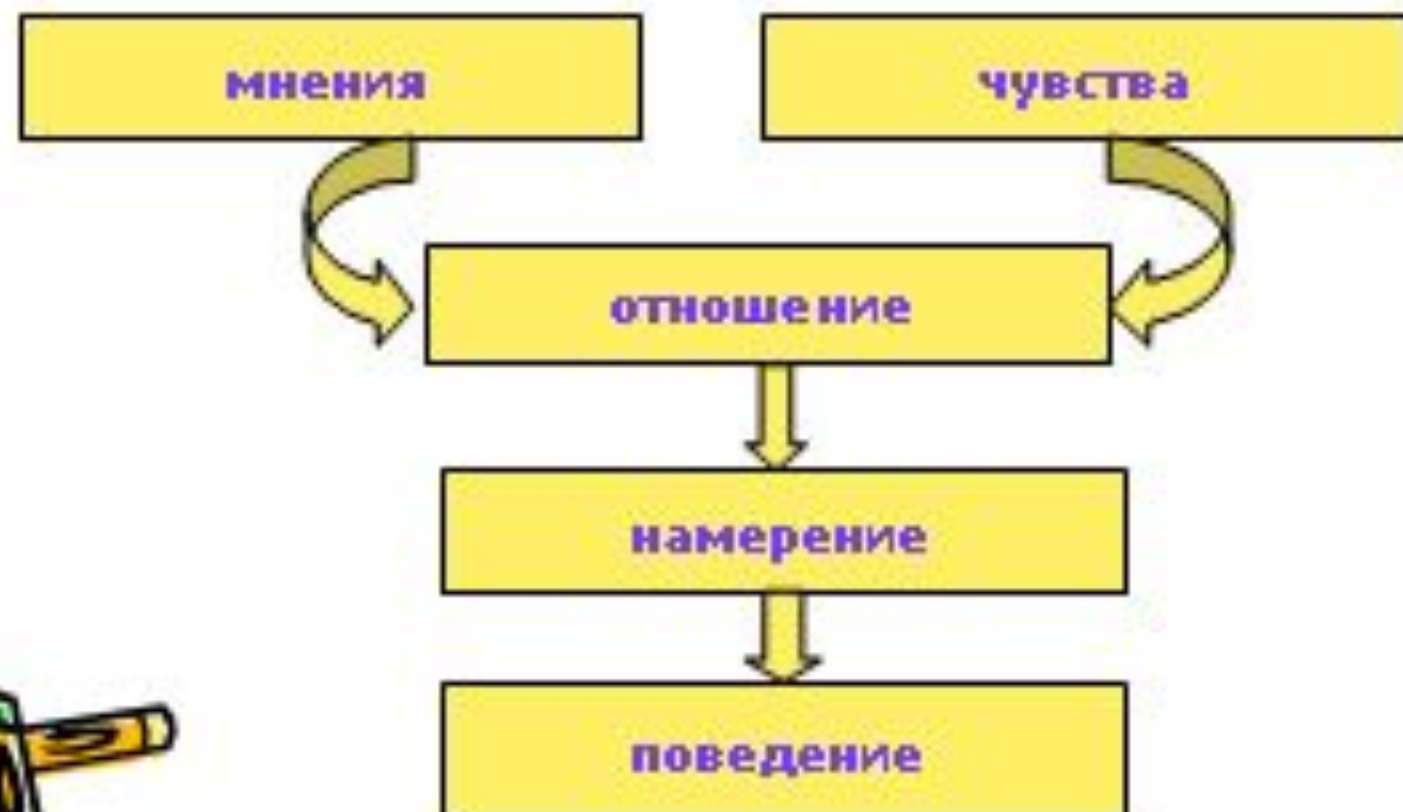 мнения
чувства
отношение
намерение
поведение